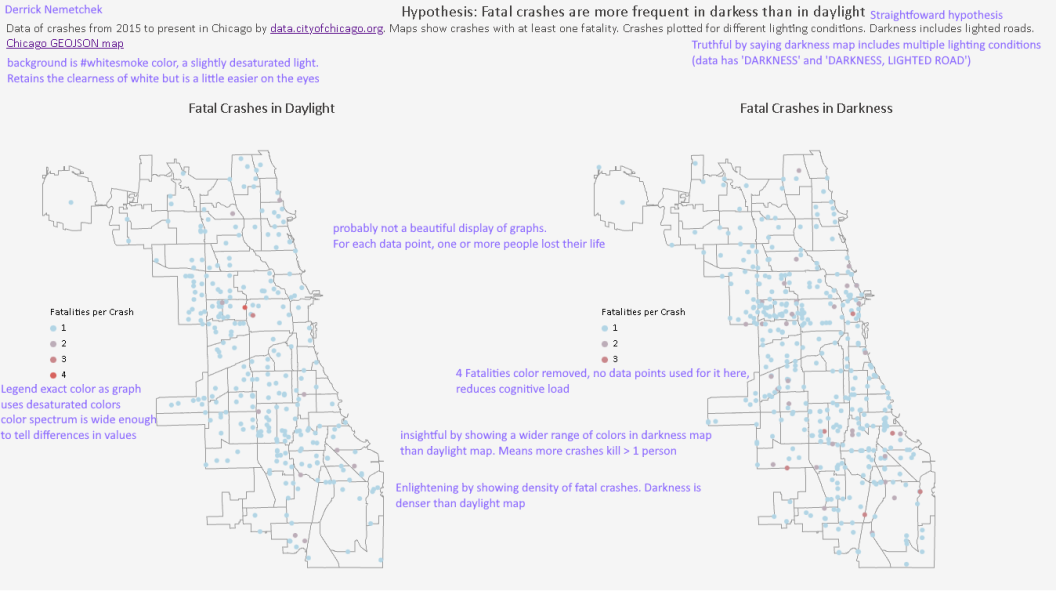 Derrick Nemetchek
Hypothesis: Fatal crashes are more frequent in darkess than in daylight
Straightfoward hypothesis
Data of crashes from 2015 to present in Chicago by data.cityofchicago.org. Maps show crashes with at least one fatality. Crashes plotted for different lighting conditions. Darkness includes lighted roads.
Chicago GEOJSON map
Truthful by saying darkness map includes multiple lighting conditions
(data has 'DARKNESS' and 'DARKNESS, LIGHTED ROAD')
background is #whitesmoke color, a slightly desaturated light.
Retains the clearness of white but is a little easier on the eyes
Fatal Crashes in Daylight
Fatal Crashes in Darkness
probably not a beautiful display of graphs.
For each data point, one or more people lost their life
Fatalities per Crash
1
2
3
4
Fatalities per Crash
1
2
3
4 Fatalities color removed, no data points used for it here,
reduces cognitive load
Legend exact color as graph
uses desaturated colors
color spectrum is wide enough
to tell differences in values
insightful by showing a wider range of colors in darkness map
than daylight map. Means more crashes kill > 1 person
Enlightening by showing density of fatal crashes. Darkness is
denser than daylight map